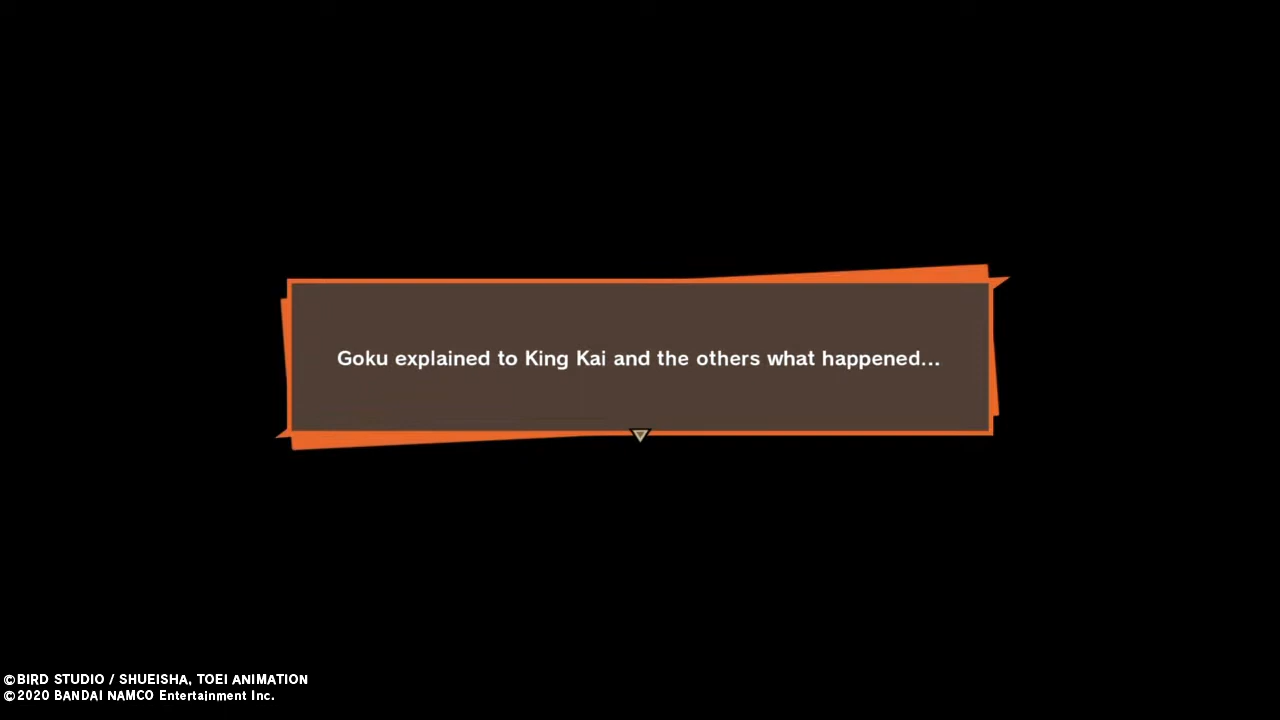 Goku explained to King Kai and the others what happened...
©BIRD STUDIO / SHUEISHA, TOEI ANIMATION
©2020 BANDAI NAMCO Entertainment Inc.